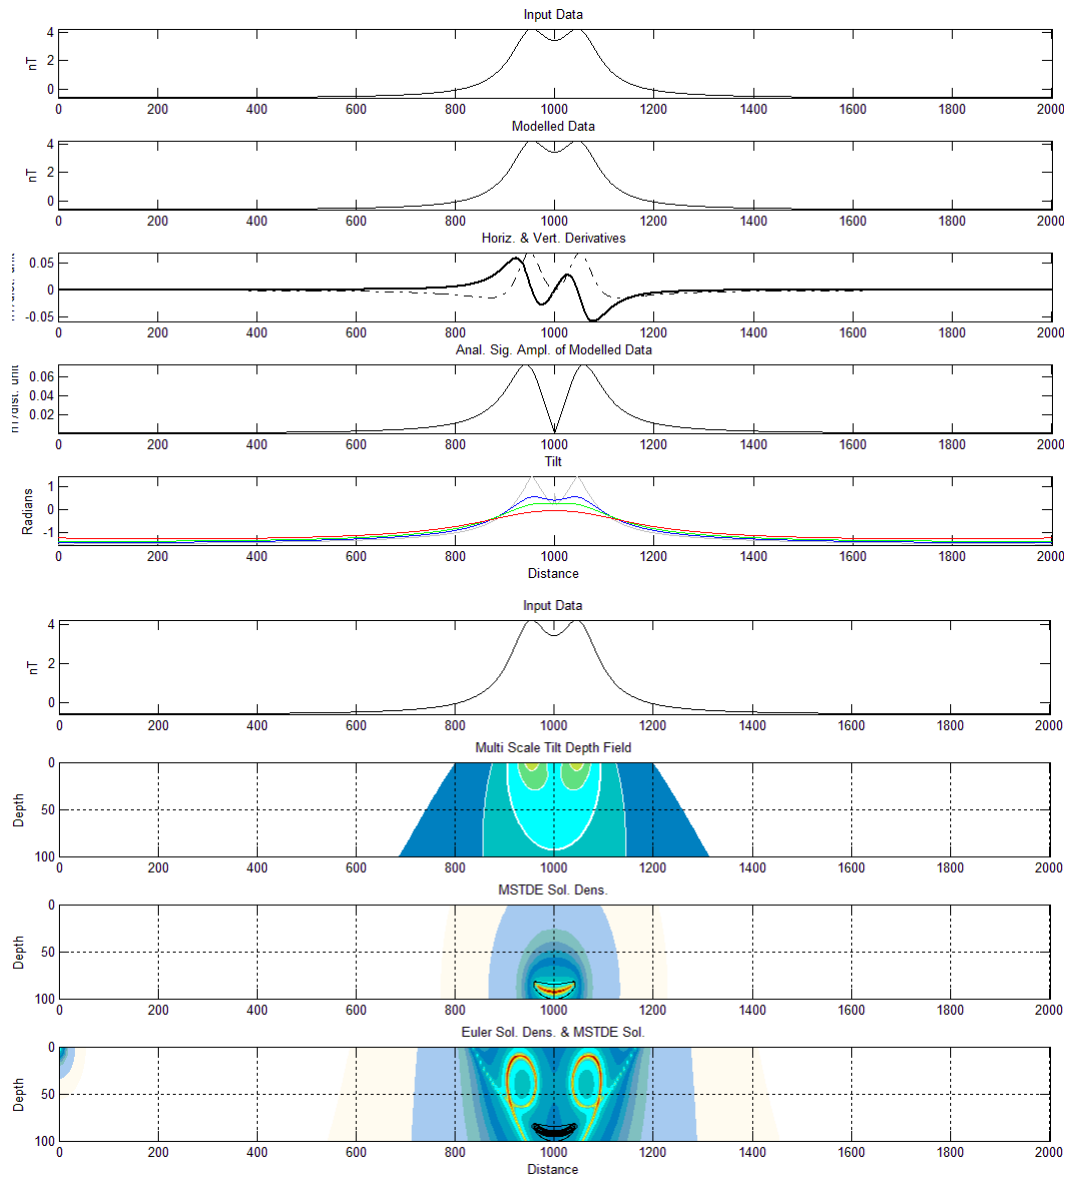 Input Data
4
2
0
nT
0 200 400 600 800 1000 1200 1400 1600 1800 2000
Modelled Data
4
2
0
nT
0 200 400 600 800 1000 1200 1400 1600 1800 2000
Horiz. & Vert. Derivatives
0.05
0
-0.05
0 200 400 600 800 1000 1200 1400 1600 1800 2000
Anal. Sig. Ampl. of Modelled Data
0.06
0.04
0.02
nT/dist. unit
0 200 400 600 800 1000 1200 1400 1600 1800 2000
Tilt
1
0
-1
Radians
0 200 400 600 800 1000 1200 1400 1600 1800 2000
Distance
Input Data
4
2
0
nT
0 200 400 600 800 1000 1200 1400 1600 1800 2000
Multi Scale Tilt Depth Field
0
50
100
Depth
0 200 400 600 800 1000 1200 1400 1600 1800 2000
MSTDE Sol. Dens.
0
50
100
Depth
0 200 400 600 800 1000 1200 1400 1600 1800 2000
Euler Sol. Dens. & MSTDE Sol.
0
50
100
Depth
0 200 400 600 800 1000 1200 1400 1600 1800 2000
Distance